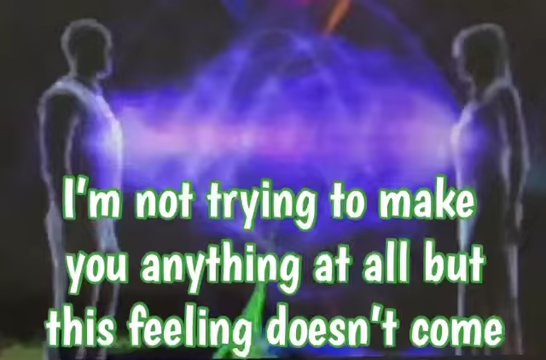 I'm not trying to make
you anything at all but
this feeling doesn't come